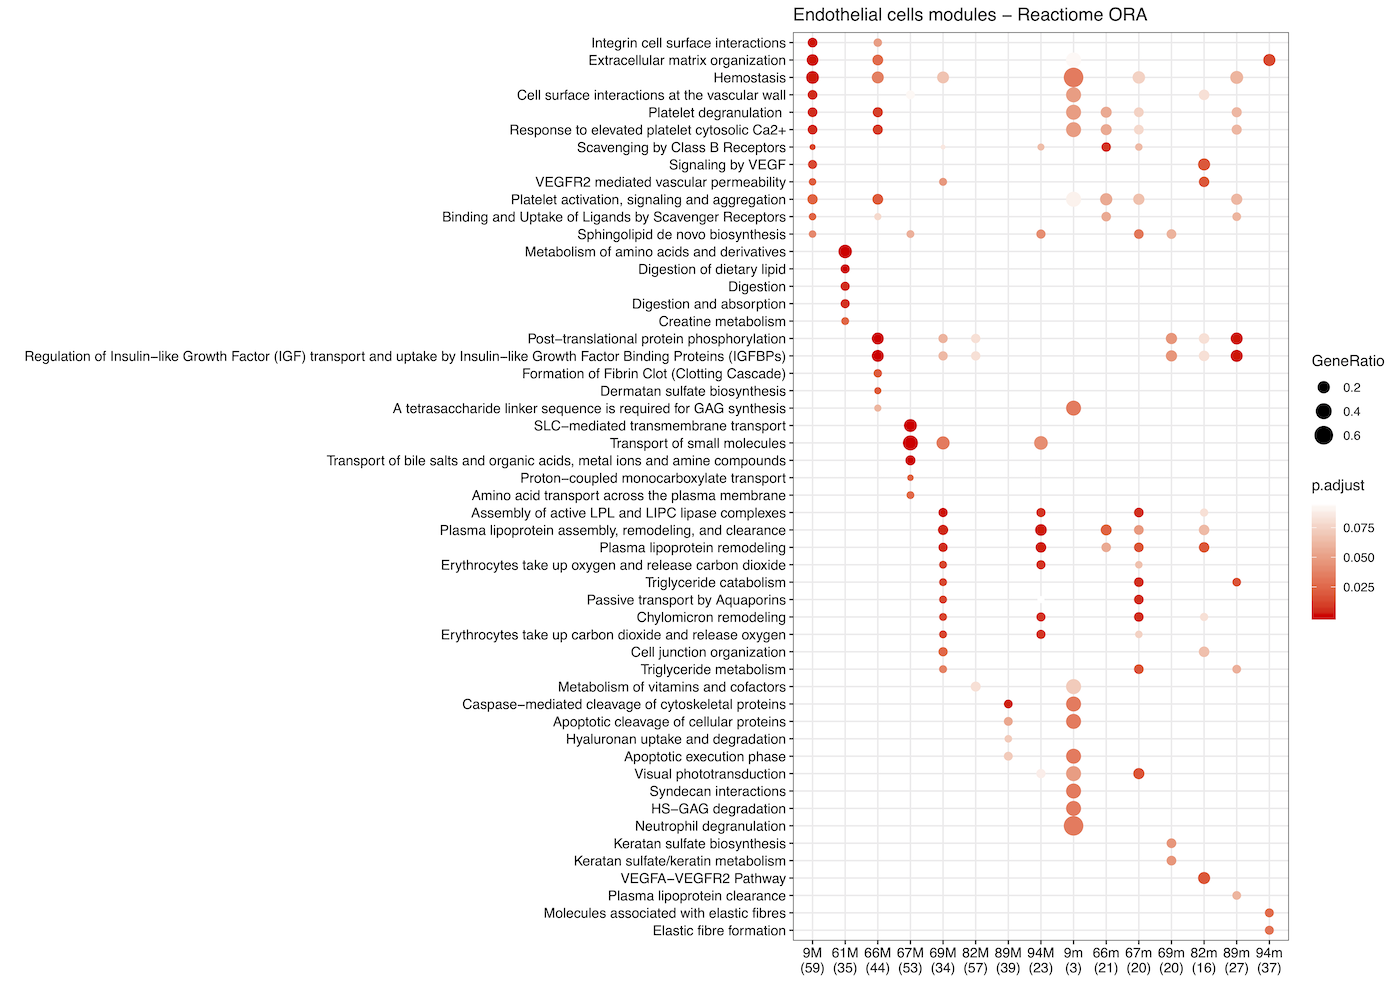 Endothelial cells modules − Reactiome ORA
Integrin cell surface interactions
Extracellular matrix organization
Hemostasis
Cell surface interactions at the vascular wall
Platelet degranulation
Response to elevated platelet cytosolic Ca2+
Scavenging by Class B Receptors
Signaling by VEGF
VEGFR2 mediated vascular permeability
Platelet activation, signaling and aggregation
Binding and Uptake of Ligands by Scavenger Receptors
Sphingolipid de novo biosynthesis
Metabolism of amino acids and derivatives
Digestion of dietary lipid
Digestion
Digestion and absorption
Creatine metabolism
Post−translational protein phosphorylation
Regulation of Insulin−like Growth Factor (IGF) transport and uptake by Insulin−like Growth Factor Binding Proteins (IGFBPs)
Formation of Fibrin Clot (Clotting Cascade)
Dermatan sulfate biosynthesis
A tetrasaccharide linker sequence is required for GAG synthesis
SLC−mediated transmembrane transport
Transport of small molecules
Transport of bile salts and organic acids, metal ions and amine compounds
Proton−coupled monocarboxylate transport
Amino acid transport across the plasma membrane
Assembly of active LPL and LIPC lipase complexes
Plasma lipoprotein assembly, remodeling, and clearance
Plasma lipoprotein remodeling
Erythrocytes take up oxygen and release carbon dioxide
Triglyceride catabolism
Passive transport by Aquaporins
Chylomicron remodeling
Erythrocytes take up carbon dioxide and release oxygen
Cell junction organization
Triglyceride metabolism
Metabolism of vitamins and cofactors
Caspase−mediated cleavage of cytoskeletal proteins
Apoptotic cleavage of cellular proteins
Hyaluronan uptake and degradation
Apoptotic execution phase
Visual phototransduction
Syndecan interactions
HS−GAG degradation
Neutrophil degranulation
Keratan sulfate biosynthesis
Keratan sulfate/keratin metabolism
VEGFA−VEGFR2 Pathway
Plasma lipoprotein clearance
Molecules associated with elastic fibres
Elastic fibre formation
9M 61M 66M 67M 69M 82M 89M 94M 9m 66m 67m 69m 82m 89m 94m
(59) (35) (44) (53) (34) (57) (39) (23) (3) (21) (20) (20) (16) (27) (37)
GeneRatio
0.2
0.4
0.6
p.adjust
0.075
0.050
0.025